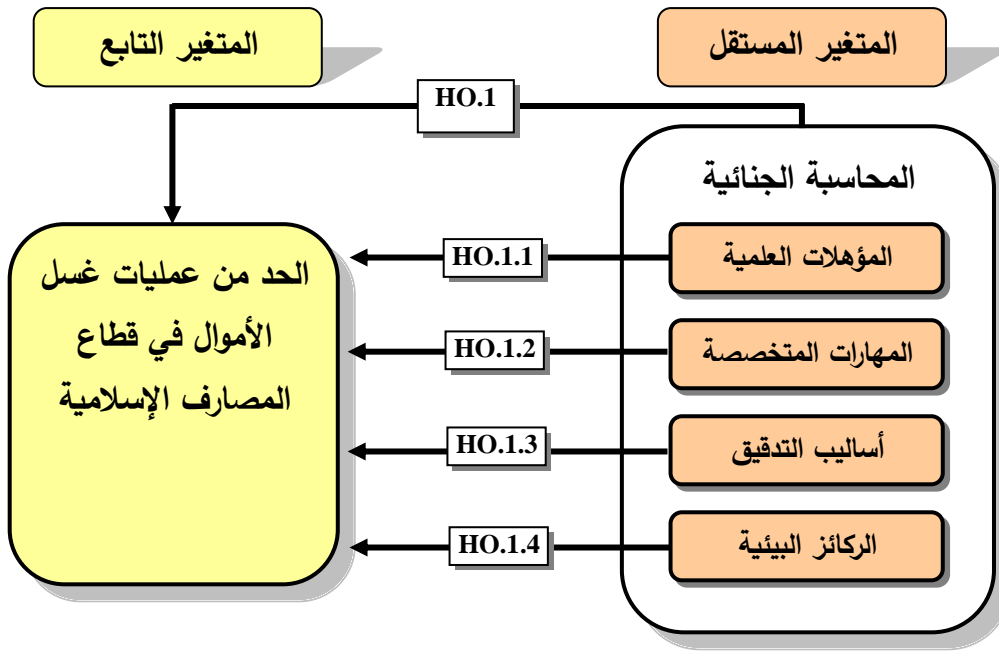 المتغير المستقل
المتغير التابع
HO.1
المحاسبة الجنائية
المؤهلات العلمية
HO.1.1
المهارات المتخصصة
HO.1.2
أساليب التدقيق
HO.1.3
الركائز البيئية
HO.1.4
الحد من عمليات غسل
الأموال في قطاع
المصارف الإسلامية